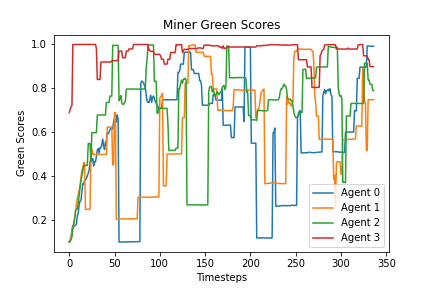 Miner Green Scores
Green Scores
1.0
0.8
0.6
0.4
0.2
0 50 100 150 200 250 300 350
Timesteps
Agent 0
Agent 1
Agent 2
Agent 3